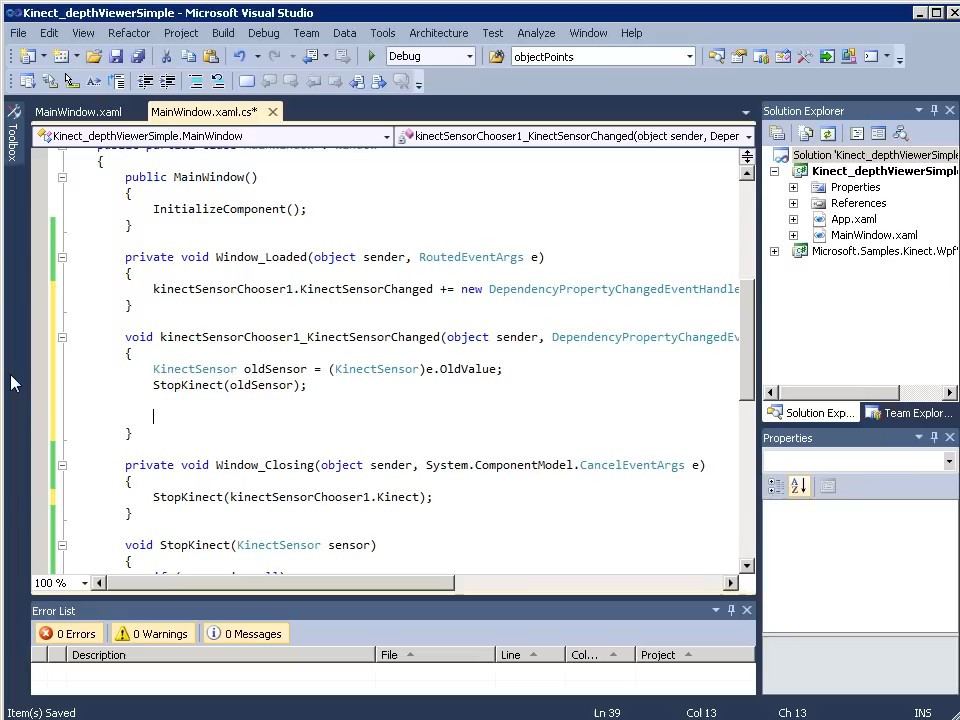 Kinect_depthViewerSimple - Microsoft Visual Studio
File Edit View Refactor Project Build Debug Team Data Tools Architecture Test Analyze Window Help
Debug objectPoints
MainWindow.xaml MainWindow.xaml.cs* Solution Explorer
Toolbox
Kinect_depthViewerSimple.MainWindow kinectSensorChooser1_KinectSensorChanged(object sender, Deper
{
public MainWindow()
{
InitializeComponent();
}
private void Window_Loaded(object sender, RoutedEventArgs e)
{
kinectSensorChooser1.KinectSensorChanged += new DependencyPropertyChangedEventHandle
}
void kinectSensorChooser1_KinectSensorChanged(object sender, DependencyPropertyChangedEv
{
KinectSensor oldSensor = (KinectSensor)e.OldValue;
StopKinect(oldSensor);
}
private void Window_Closing(object sender, System.ComponentModel.CancelEventArgs e)
{
StopKinect(kinectSensorChooser1.Kinect);
}
void StopKinect(KinectSensor sensor)
{
100 %
Solution 'Kinect_depthViewerSimple
Kinect_depthViewerSimpl
Properties
References
App.xaml
MainWindow.xaml
Microsoft.Samples.Kinect.Wpf
Solution Exp... Team Explor...
Properties
Error List
0 Errors 0 Warnings 0 Messages
Description File Line Col... Project
Item(s) Saved Ln 39 Col 13 Ch 13 INS